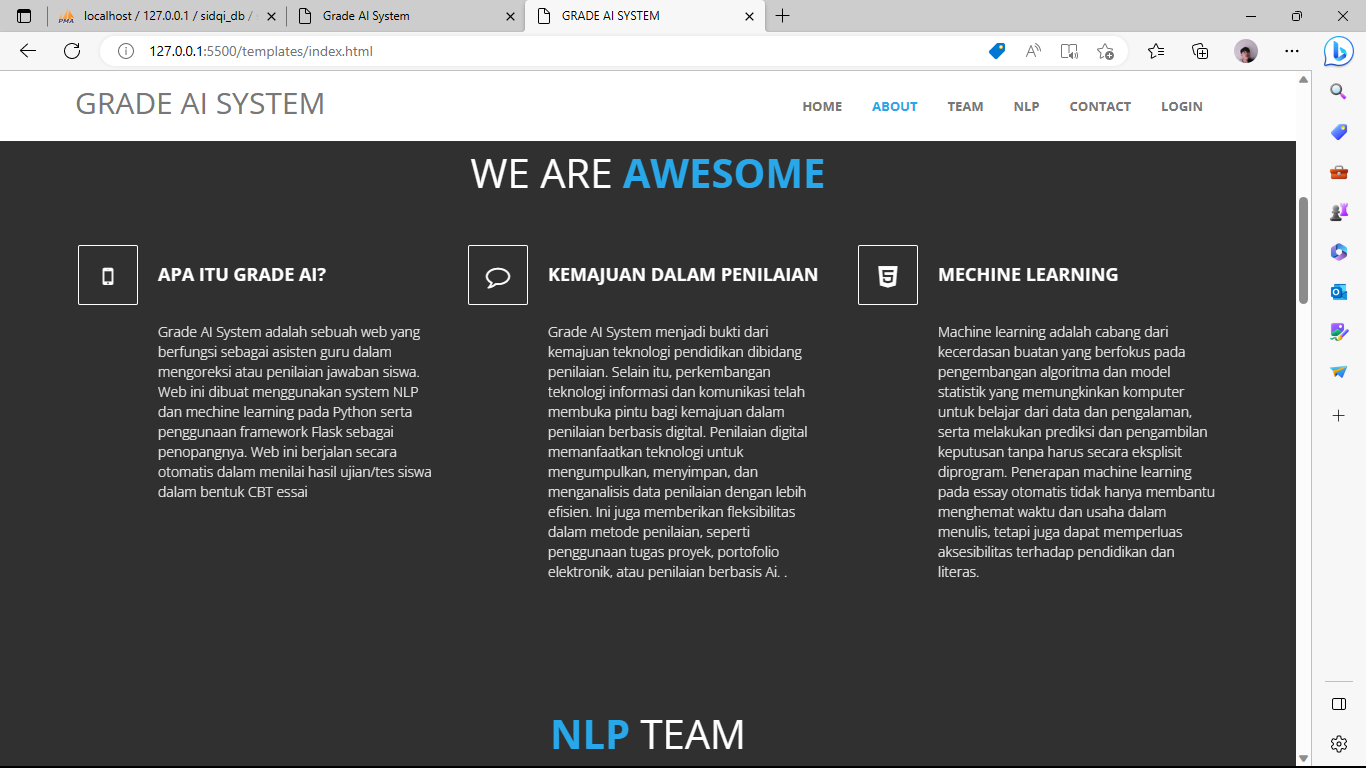 localhost / 127.0.0.1 / sidqi_db /
Grade AI System
GRADE AI SYSTEM
127.0.0.1:5500/templates/index.html
GRADE AI SYSTEM
HOME ABOUT TEAM NLP CONTACT LOGIN
WE ARE AWESOME
APA ITU GRADE AI?
Grade AI System adalah sebuah web yang
berfungsi sebagai asisten guru dalam
mengoreksi atau penilaian jawaban siswa.
Web ini dibuat menggunakan system NLP
dan mechine learning pada Python serta
penggunaan framework Flask sebagai
penopangnya. Web ini berjalan secara
otomatis dalam menilai hasil ujian/tes siswa
dalam bentuk CBT essai
KEMAJUAN DALAM PENILAIAN
Grade AI System menjadi bukti dari
kemajuan teknologi pendidikan dibidang
penilaian. Selain itu, perkembangan
teknologi informasi dan komunikasi telah
membuka pintu bagi kemajuan dalam
penilaian berbasis digital. Penilaian digital
memanfaatkan teknologi untuk
mengumpulkan, menyimpan, dan
menganalisis data penilaian dengan lebih
efisien. Ini juga memberikan fleksibilitas
dalam metode penilaian, seperti
penggunaan tugas proyek, portofolio
elektronik, atau penilaian berbasis Ai. .
MECHINE LEARNING
Machine learning adalah cabang dari
kecerdasan buatan yang berfokus pada
pengembangan algoritma dan model
statistik yang memungkinkan komputer
untuk belajar dari data dan pengalaman,
serta melakukan prediksi dan pengambilan
keputusan tanpa harus secara eksplisit
diprogram. Penerapan machine learning
pada essay otomatis tidak hanya membantu
menghemat waktu dan usaha dalam
menulis, tetapi juga dapat memperluas
aksesibilitas terhadap pendidikan dan
literas.
NLP TEAM